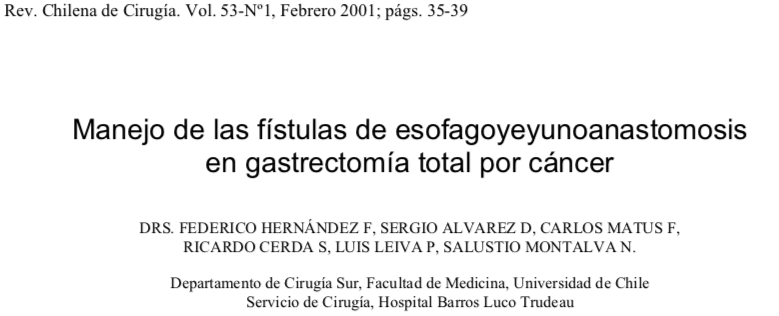 Rev. Chilena de Cirugía. Vol. 53-Nº1, Febrero 2001; págs. 35-39
Manejo de las fístulas de esofagoyeyunoanastomosis
en gastrectomía total por cáncer
DRS. FEDERICO HERNÁNDEZ F, SERGIO ALVAREZ D, CARLOS MATUS F,
RICARDO CERDA S, LUIS LEIVA P, SALUSTIO MONTALVA N.
Departamento de Cirugía Sur, Facultad de Medicina, Universidad de Chile
Servicio de Cirugía, Hospital Barros Luco Trudeau